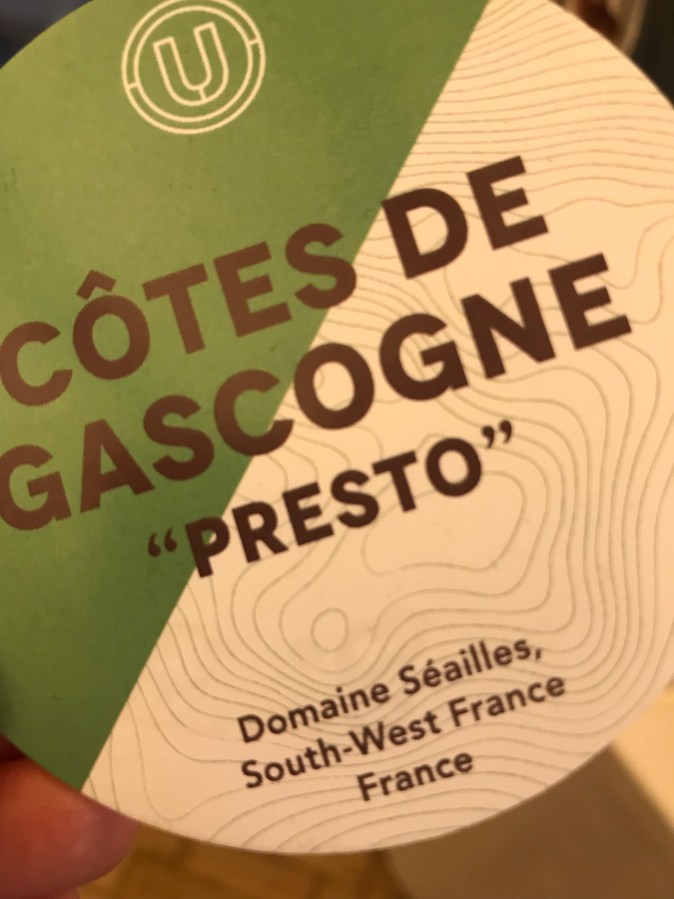 U
CÔTES DE
GASCOGNE
“PRESTO”
Domaine Séailles,
South-West France
France